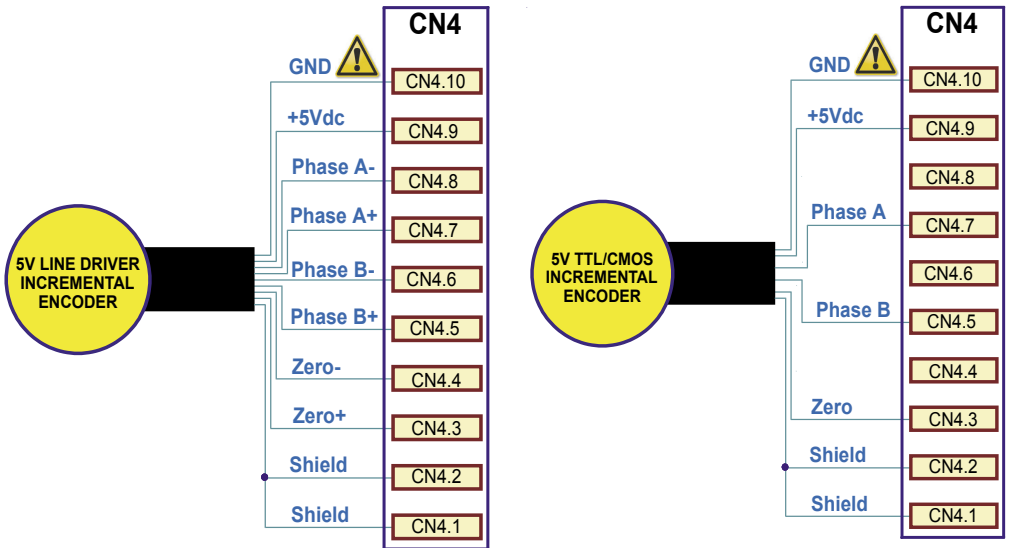 CN4
GND
CN4.10
+5Vdc
CN4.9
Phase A-
CN4.8
Phase A+
CN4.7
5V LINE DRIVER
INCREMENTAL
ENCODER
Phase B-
CN4.6
Phase B+
CN4.5
Zero-
CN4.4
Zero+
CN4.3
Shield
CN4.2
Shield
CN4.1
CN4
GND
CN4.10
+5Vdc
CN4.9
CN4.8
Phase A
CN4.7
5V TTL/CMOS
INCREMENTAL
ENCODER
CN4.6
Phase B
CN4.5
CN4.4
Zero
CN4.3
Shield
CN4.2
Shield
CN4.1